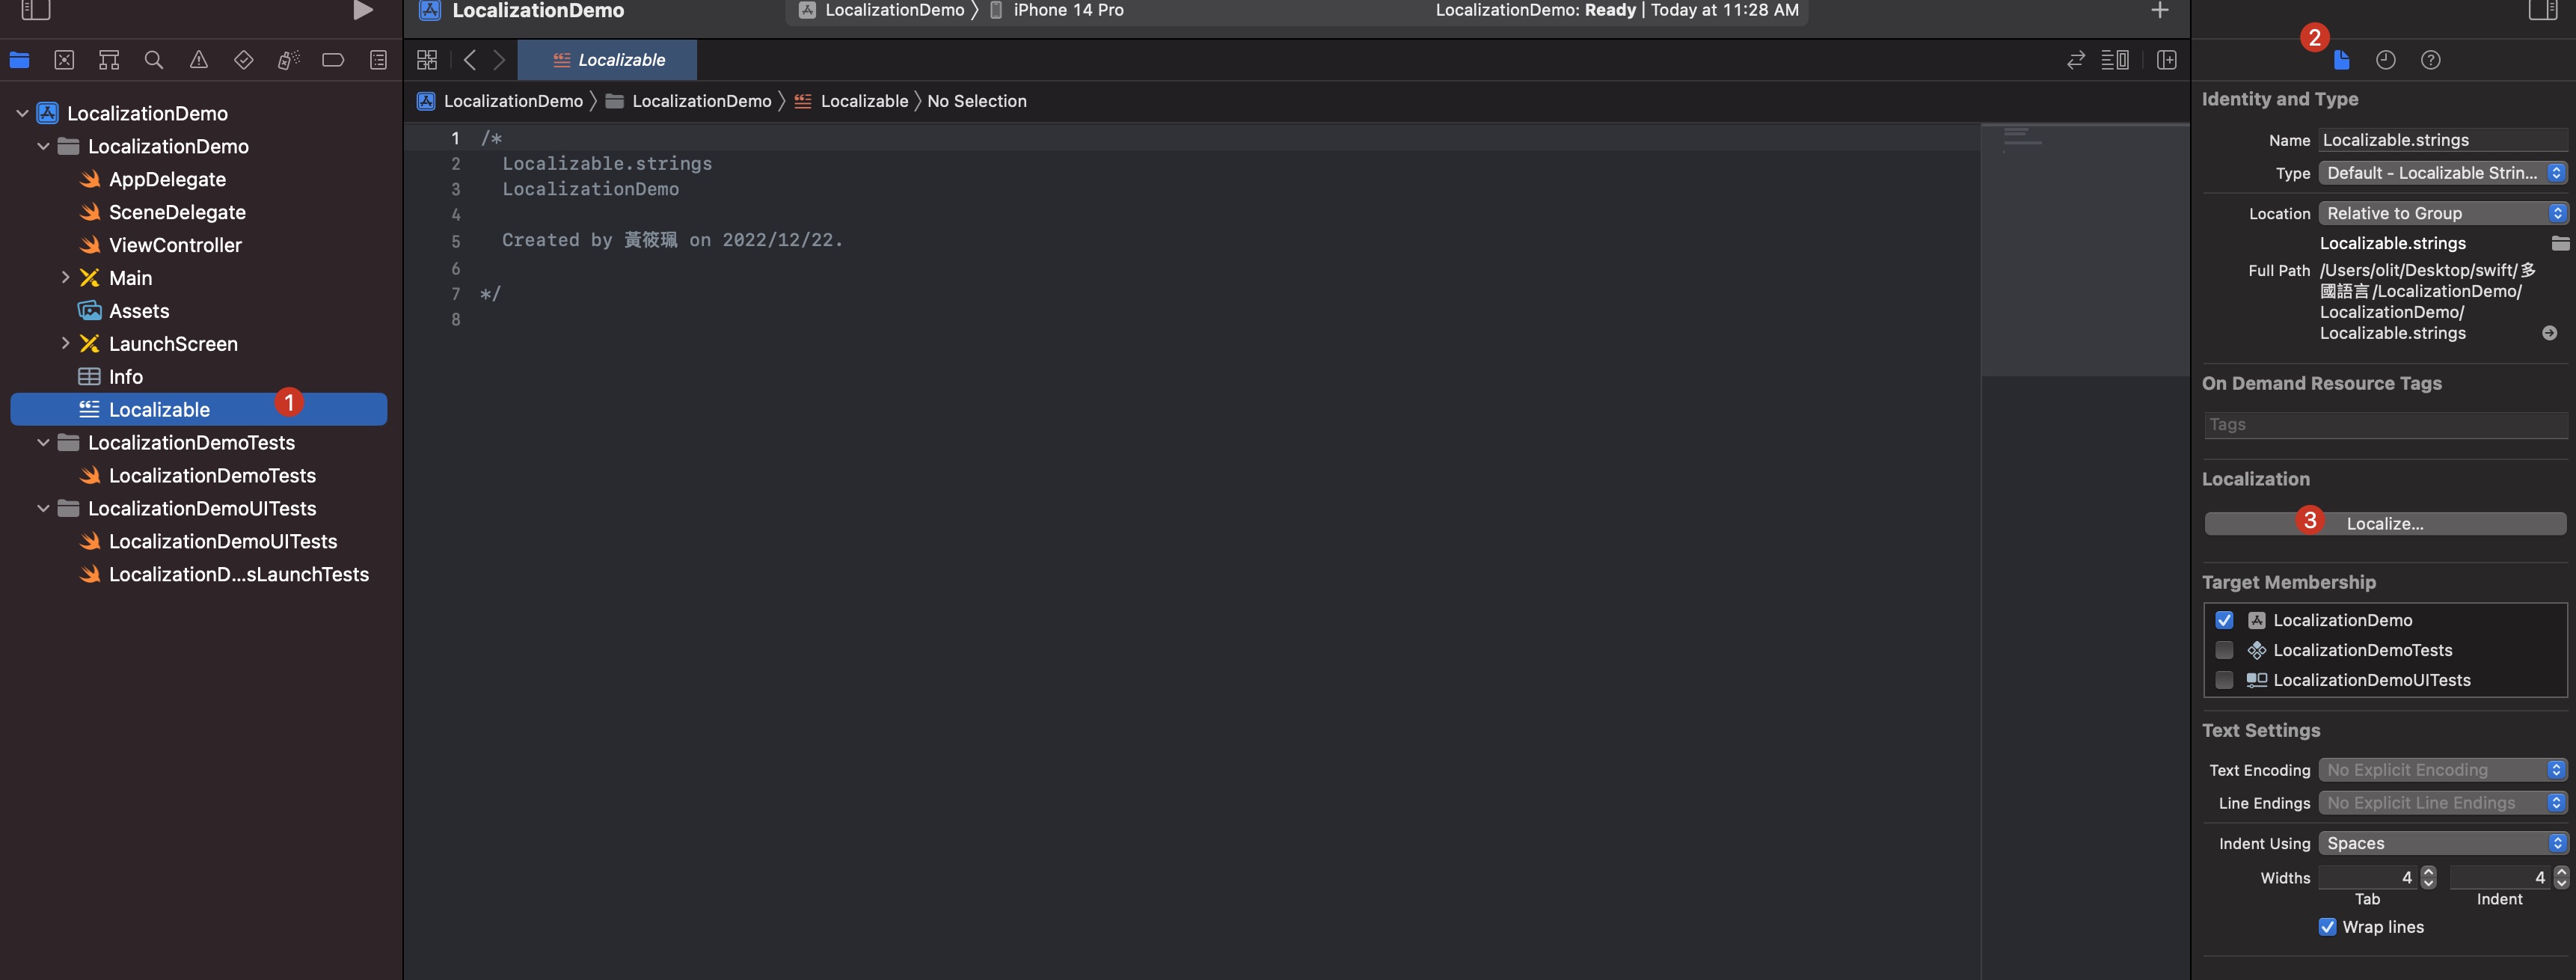 LocalizationDemo
LocalizationDemo 〉 iPhone 14 Pro
LocalizationDemo: Ready | Today at 11:28 AM
LocalizationDemo
LocalizationDemo
AppDelegate
SceneDelegate
ViewController
Main
Assets
LaunchScreen
Info
Localizable
1
LocalizationDemoTests
LocalizationDemoTests
LocalizationDemoUITests
LocalizationDemoUITests
LocalizationD...sLaunchTests
Localizable
LocalizationDemo 〉 LocalizationDemo 〉 Localizable 〉 No Selection
1 /*
2 Localizable.strings
3 LocalizationDemo
4
5 Created by 黃筱珮 on 2022/12/22.
6
7 */
8
2
Identity and Type
Name Localizable.strings
Type Default - Localizable Strin...
Location Relative to Group
Localizable.strings
Full Path /Users/olit/Desktop/swift/多
國語言/LocalizationDemo/
LocalizationDemo/
Localizable.strings
On Demand Resource Tags
Tags
Localization
3 Localize...
Target Membership
LocalizationDemo
LocalizationDemoTests
LocalizationDemoUITests
Text Settings
Text Encoding No Explicit Encoding
Line Endings No Explicit Line Endings
Indent Using Spaces
Widths 4 4
Tab Indent
Wrap lines